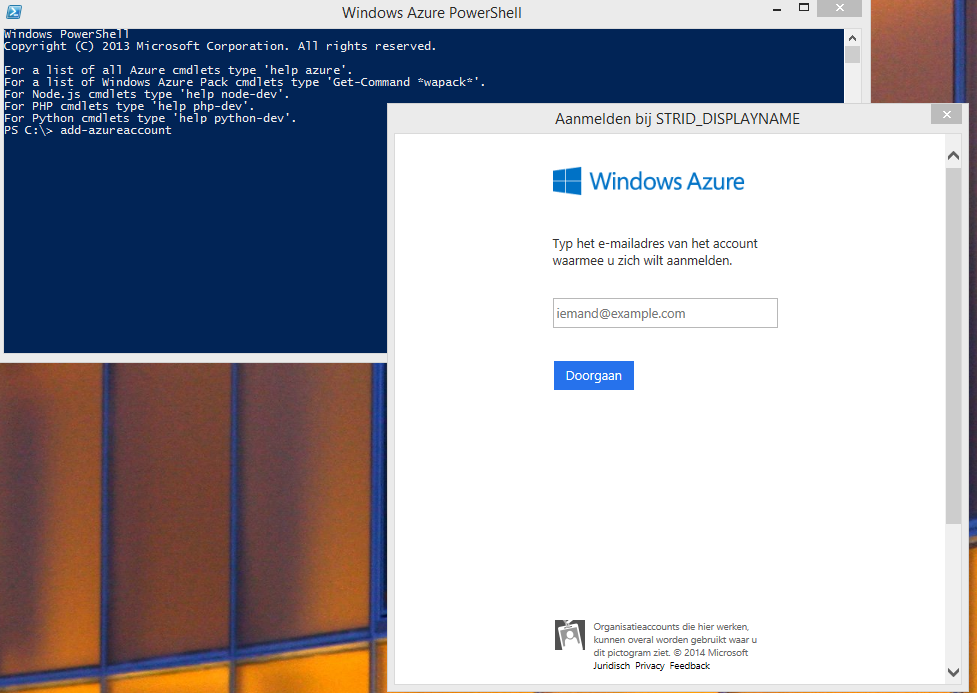 Windows Azure PowerShell
Windows PowerShell
Copyright (C) 2013 Microsoft Corporation. All rights reserved.
For a list of all Azure cmdlets type 'help azure'.
For a list of Windows Azure Pack cmdlets type 'Get-Command *wapack*'.
For Node.js cmdlets type 'help node-dev'.
For PHP cmdlets type 'help php-dev'.
For Python cmdlets type 'help python-dev'.
PS C:\> add-azureaccount
Aanmelden bij STRID_DISPLAYNAME
Windows Azure
Typ het e-mailadres van het account
waarmee u zich wilt aanmelden.
iemand@example.com
Doorgaan
Organisatieaccounts die hier werken,
kunnen overal worden gebruikt waar u
dit pictogram ziet. © 2014 Microsoft
Juridisch Privacy Feedback